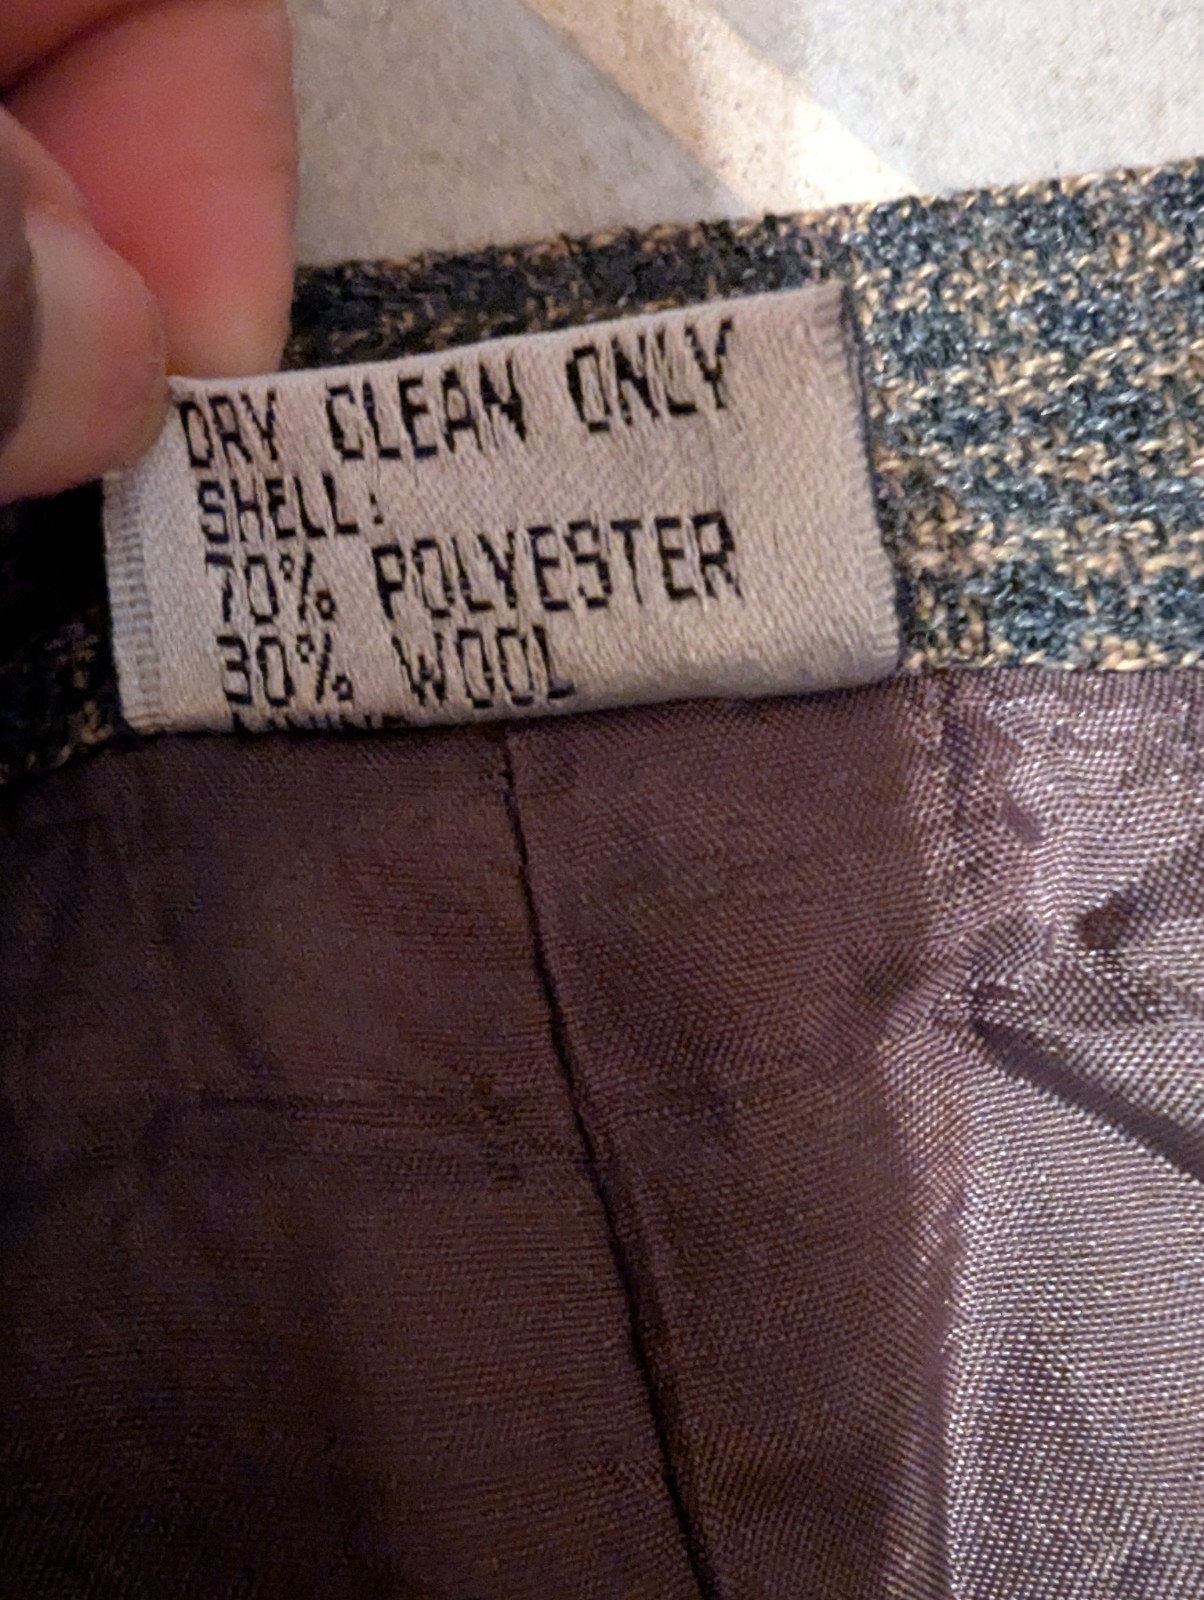 DRY CLEAN ONLY
SHELL:
70% POLYESTER
30% WOOL